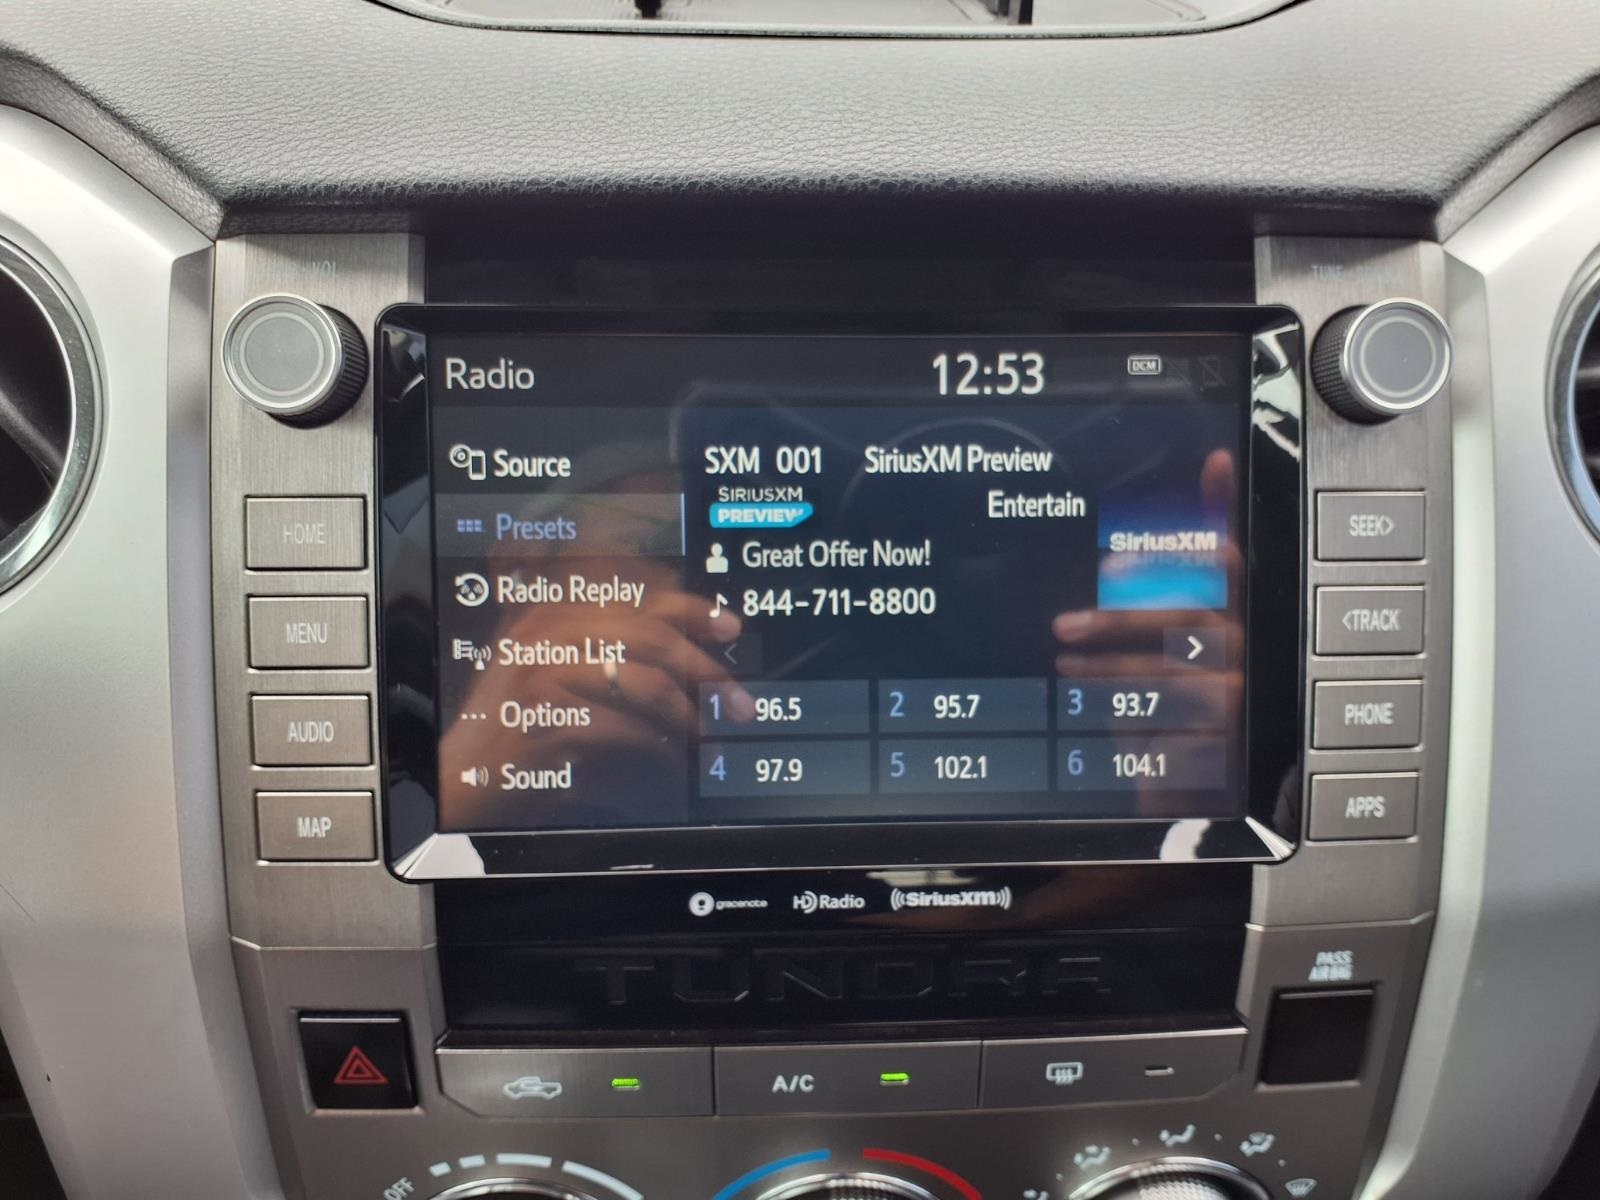 Radio 12:53 DCM
Source
Presets
Radio Replay
Station List
Options
Sound
SXM 001 SiriusXM Preview
SIRIUSXM
PREVIEW
Entertain
Great Offer Now!
844-711-8800
SiriusXM
1 96.5 2 95.7 3 93.7
4 97.9 5 102.1 6 104.1
HOME
MENU
AUDIO
MAP
SEEK>
<TRACK
PHONE
APPS
gracenote HD Radio ((SiriusXM))
TUNDRA
PASS
AIRBAG
A/C
OFF